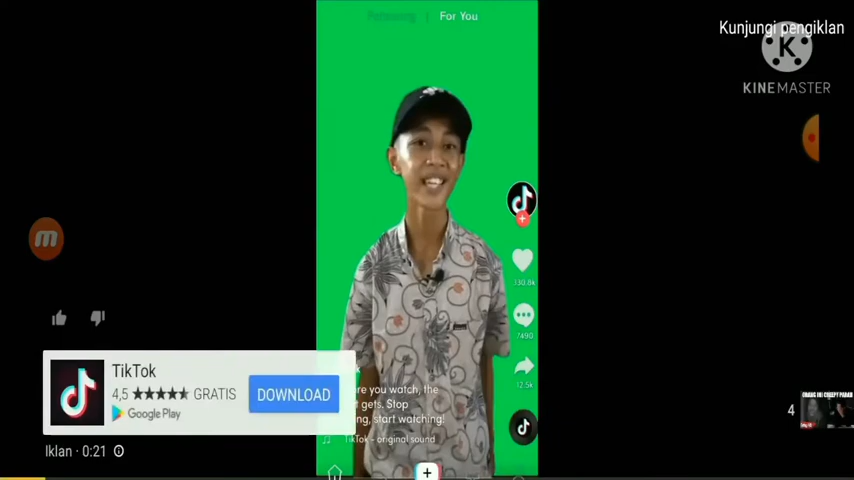 Following | For You
Kunjungi pengiklan
KINEMASTER
330.8k
7490
12.5k
TikTok
4,5 GRATIS
DOWNLOAD
Google Play
you watch, the
gets. Stop
start watching!
TikTok - original sound
Iklan · 0:21
4